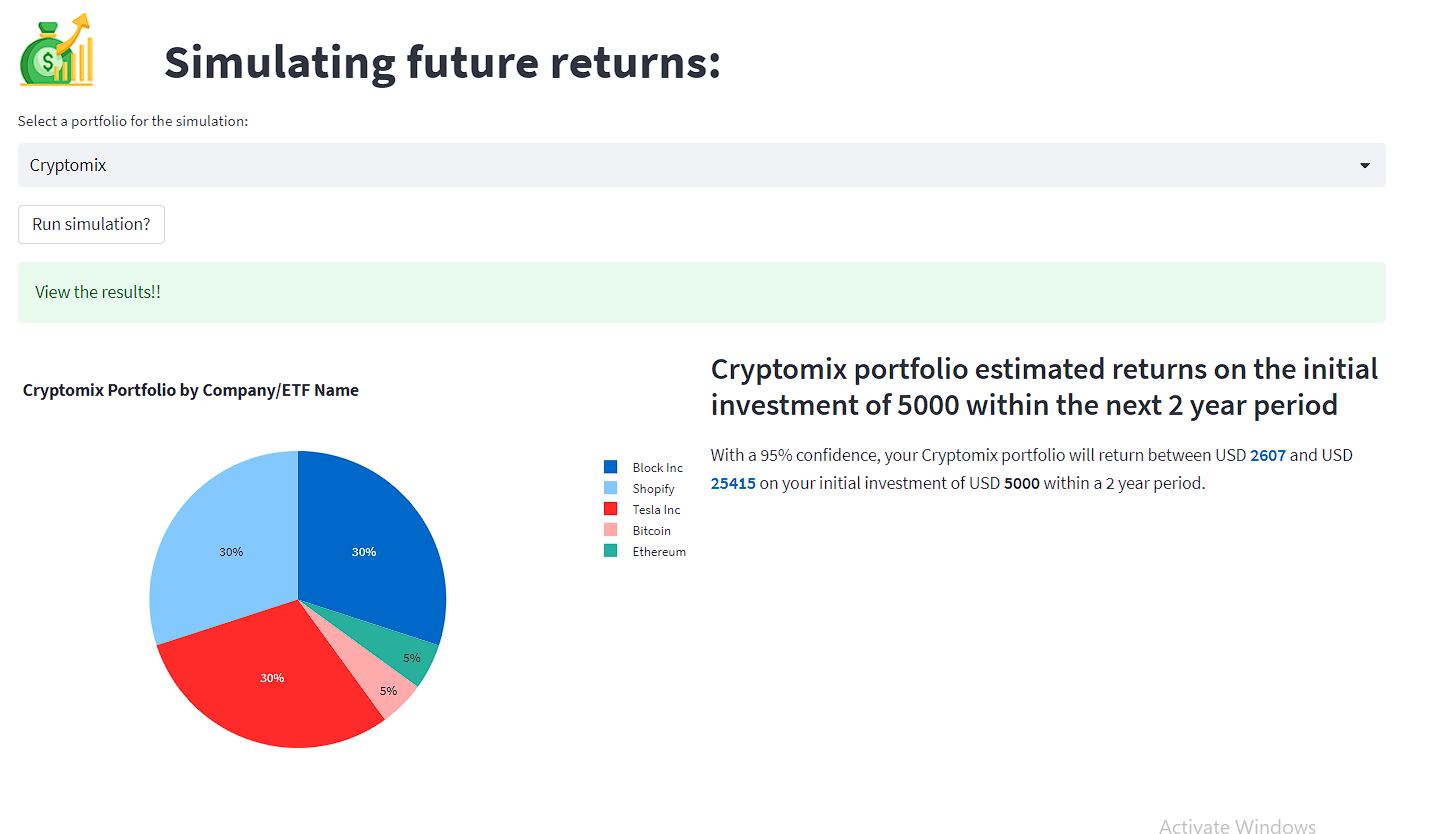 $
Simulating future returns:
Select a portfolio for the simulation:
Cryptomix
Run simulation?
View the results!!
Cryptomix Portfolio by Company/ETF Name
30%
30%
30%
5%
5%
Block Inc
Shopify
Tesla Inc
Bitcoin
Ethereum
Cryptomix portfolio estimated returns on the initial
investment of 5000 within the next 2 year period
With a 95% confidence, your Cryptomix portfolio will return between USD 2607 and USD
25415 on your initial investment of USD 5000 within a 2 year period.
Activate Windows